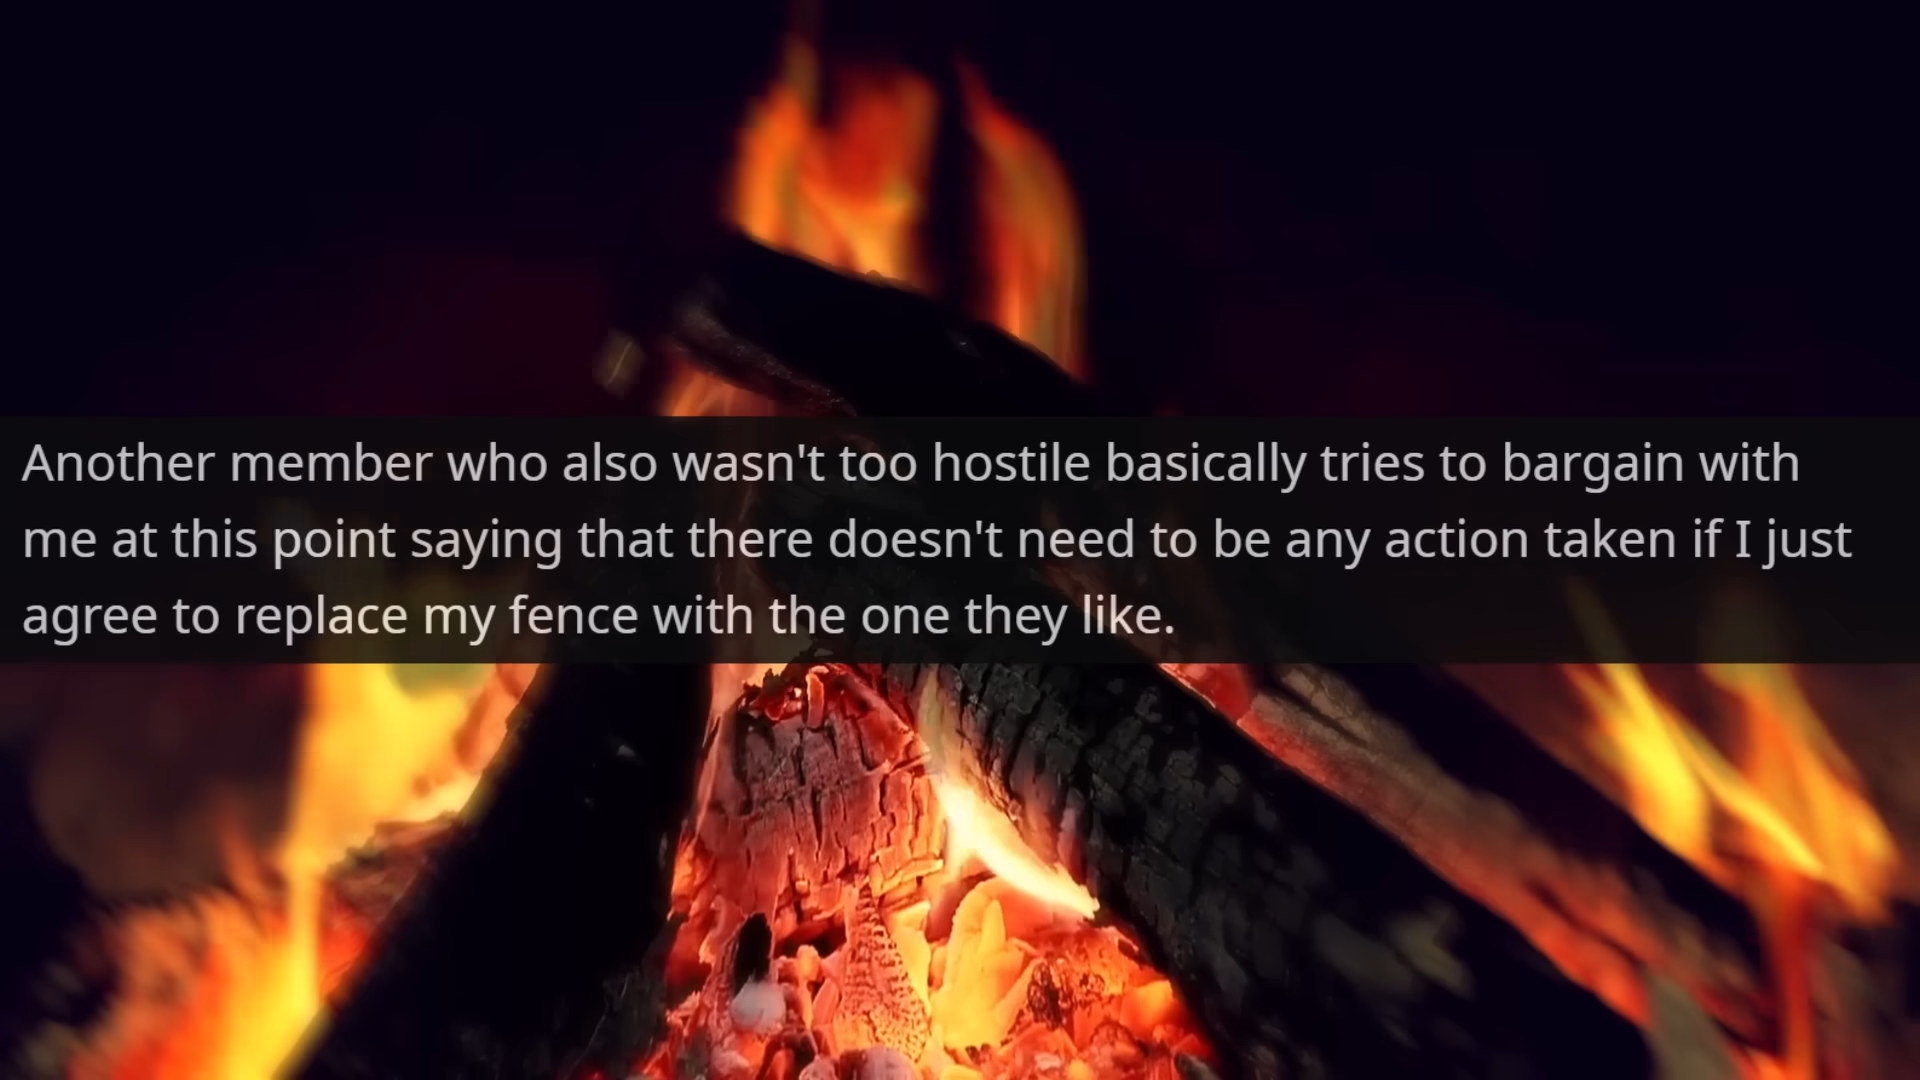 Another member who also wasn't too hostile basically tries to bargain with
me at this point saying that there doesn't need to be any action taken if I just
agree to replace my fence with the one they like.